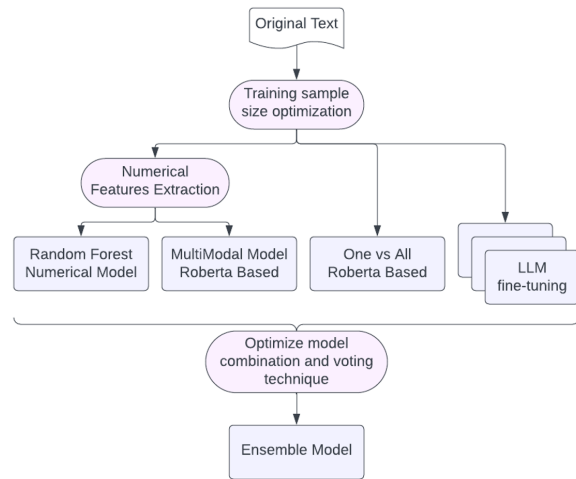 Original Text
Training sample
size optimization
Numerical
Features Extraction
Random Forest
Numerical Model
MultiModal Model
Roberta Based
One vs All
Roberta Based
LLM
fine-tuning
Optimize model
combination and voting
technique
Ensemble Model